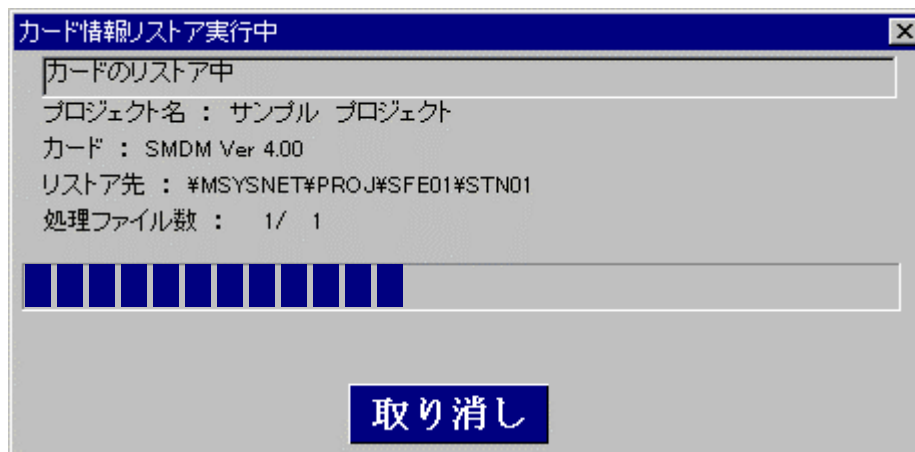 カード情報リストア実行中
カードのリストア中
プロジェクト名 : サンプル プロジェクト
カード : SMDM Ver 4.00
リストア先 : ¥MSYSNET¥PROJ¥SFE01¥STN01
処理ファイル数 : 1/ 1
取り消し